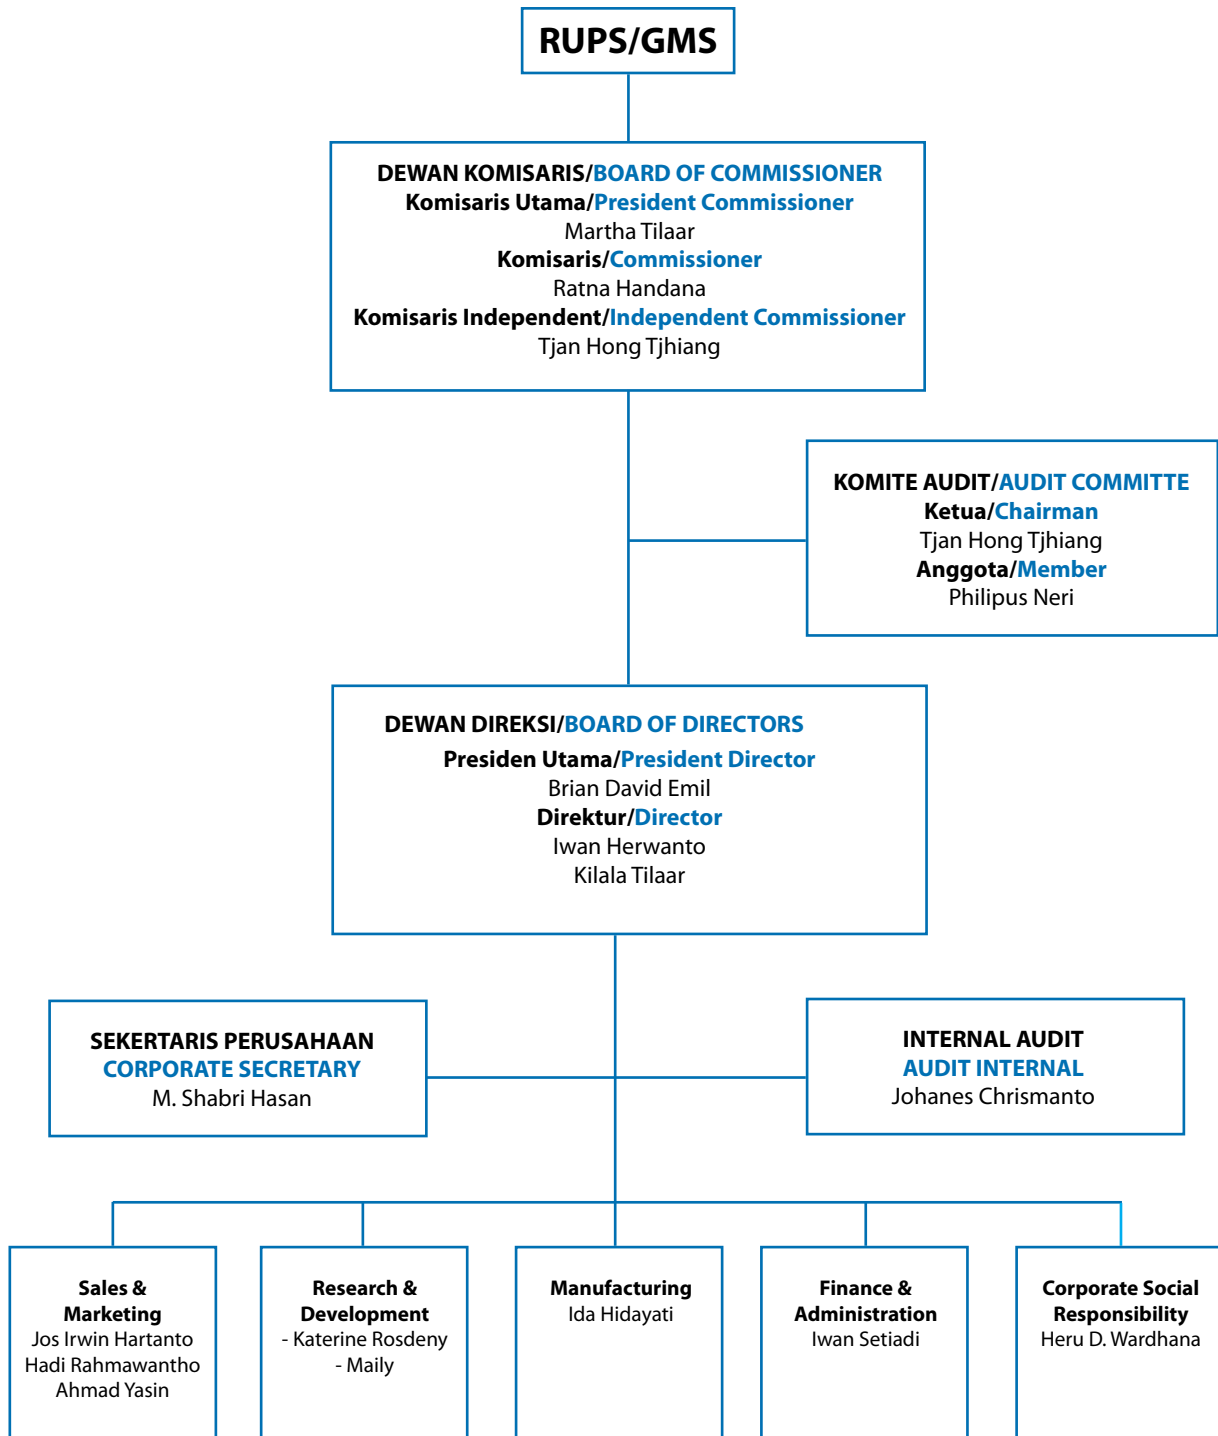 RUPS/GMS
DEWAN KOMISARIS/BOARD OF COMMISSIONER
Komisaris Utama/President Commissioner
Martha Tilaar
Komisaris/Commissioner
Ratna Handana
Komisaris Independent/Independent Commissioner
Tjan Hong Tjhiang
KOMITE AUDIT/AUDIT COMMITTE
Ketua/Chairman
Tjan Hong Tjhiang
Anggota/Member
Philipus Neri
DEWAN DIREKSI/BOARD OF DIRECTORS
Presiden Utama/President Director
Brian David Emil
Direktur/Director
Iwan Herwanto
Kilala Tilaar
SEKERTARIS PERUSAHAAN
CORPORATE SECRETARY
M. Shabri Hasan
INTERNAL AUDIT
AUDIT INTERNAL
Johanes Chrismanto
Sales &
Marketing
Jos Irwin Hartanto
Hadi Rahmawantho
Ahmad Yasin
Research &
Development
- Katerine Rosdeny
- Maily
Manufacturing
Ida Hidayati
Finance &
Administration
Iwan Setiadi
Corporate Social
Responsibility
Heru D. Wardhana